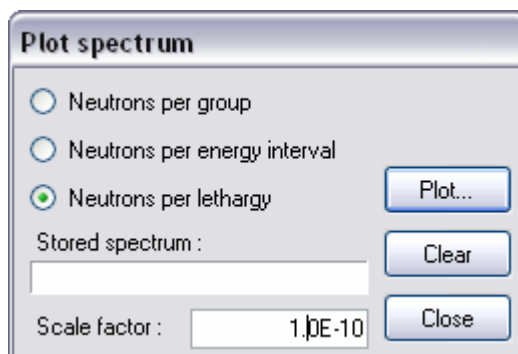 Plot spectrum
Neutrons per group
Neutrons per energy interval
Neutrons per lethargy
Plot...
Stored spectrum :
Clear
Scale factor :
1.0E-10
Close